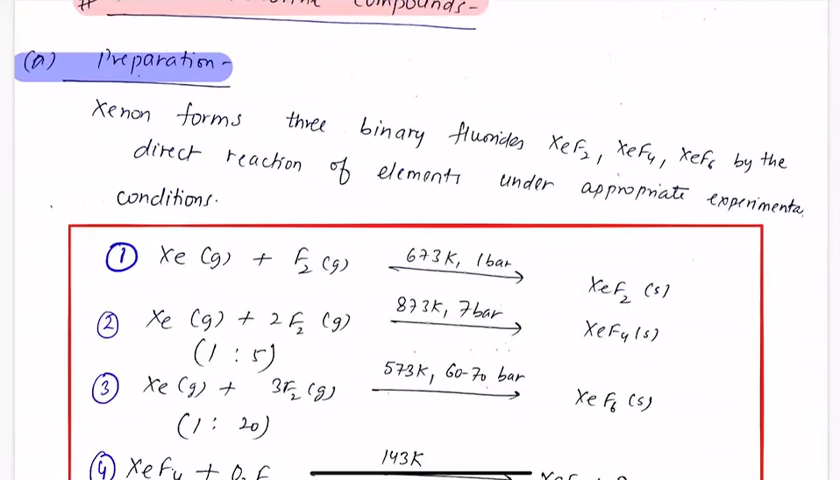 # compounds-
(a) Preparation-
Xenon forms three binary fluorides XeF₂, XeF₄, XeF₆ by the
direct reaction of elements under appropriate experimenta
conditions.
① Xe (g) + F₂ (g) 673K, 1bar → XeF₂ (s)
② Xe (g) + 2F₂ (g) 873K, 7bar → XeF₄ (s)
(1 : 5)
③ Xe (g) + 3F₂ (g) 573K, 60-70 bar → XeF₆ (s)
(1 : 20)
④ XeF₄ + 143K →